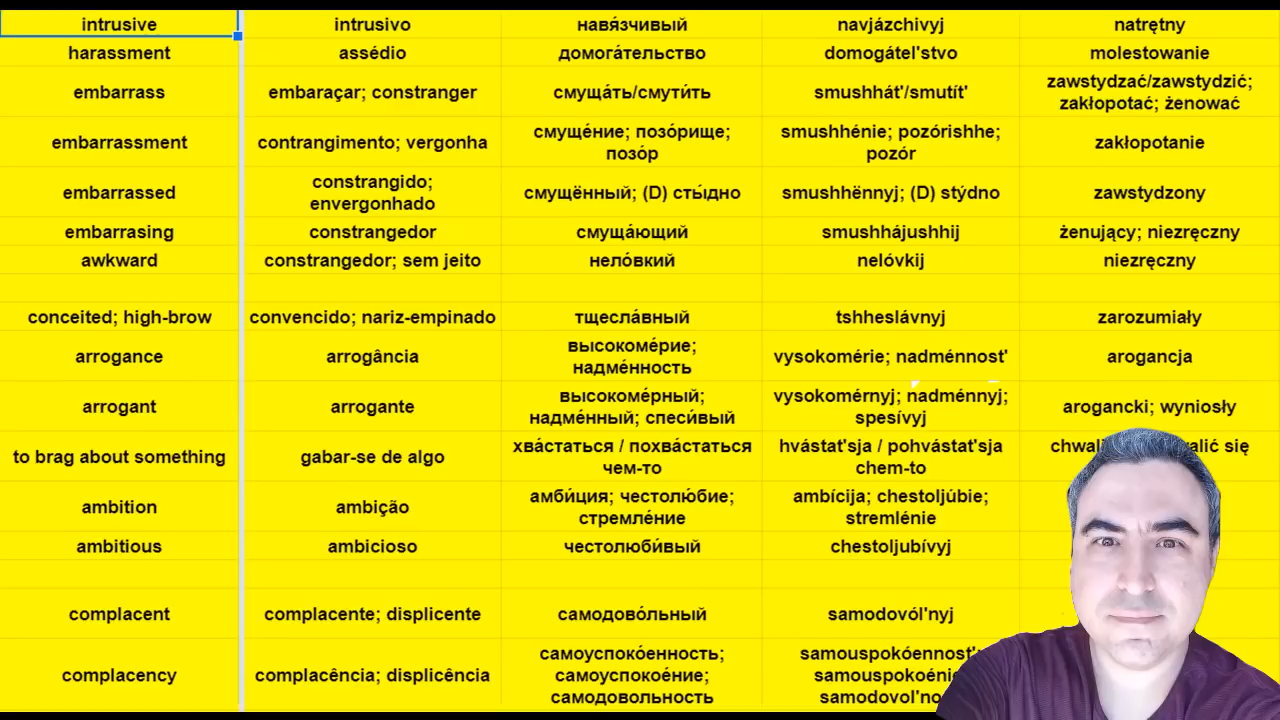 intrusive intrusivo навя́зчивый navjázchivyj natrętny
harassment assédio домога́тельство domogátel'stvo molestowanie
embarrass embaraçar; constranger смуща́ть/смути́ть smushhát'/smutít' zawstydzać/zawstydzić;
zakłopotać; żenować
embarrassment contrangimento; vergonha смуще́ние; позо́рище;
позо́р smushhénie; pozórishhe;
pozór zakłopotanie
embarrassed constrangido;
envergonhado смущённый; (D) сты́дно smushhënnyj; (D) stýdno zawstydzony
embarrasing constrangedor смуща́ющий smushhájushhij żenujący; niezręczny
awkward constrangedor; sem jeito нело́вкий nelóvkij niezręczny
conceited; high-brow convencido; nariz-empinado тщесла́вный tshheslávnyj zarozumiały
arrogance arrogância высокоме́рие;
надме́нность vysokomérie; nadménnost' arogancja
arrogant arrogante высокоме́рный;
надме́нный; спеси́вый vysokomérnyj; nadménnyj;
spesívyj arogancki; wyniosły
to brag about something gabar-se de algo хва́статься / похва́статься
чем-то hvástat'sja / pohvástat'sja
chem-to się
ambition ambição амби́ция; честолю́бие;
стремле́ние ambícija; chestoljúbie;
stremlénie
ambitious ambicioso честолюби́вый chestoljubívyj
complacent complacente; displicente самодово́льный samodovól'nyj
complacency complacência; displicência самоуспоко́енность;
самоуспокое́ние;
самодовольность